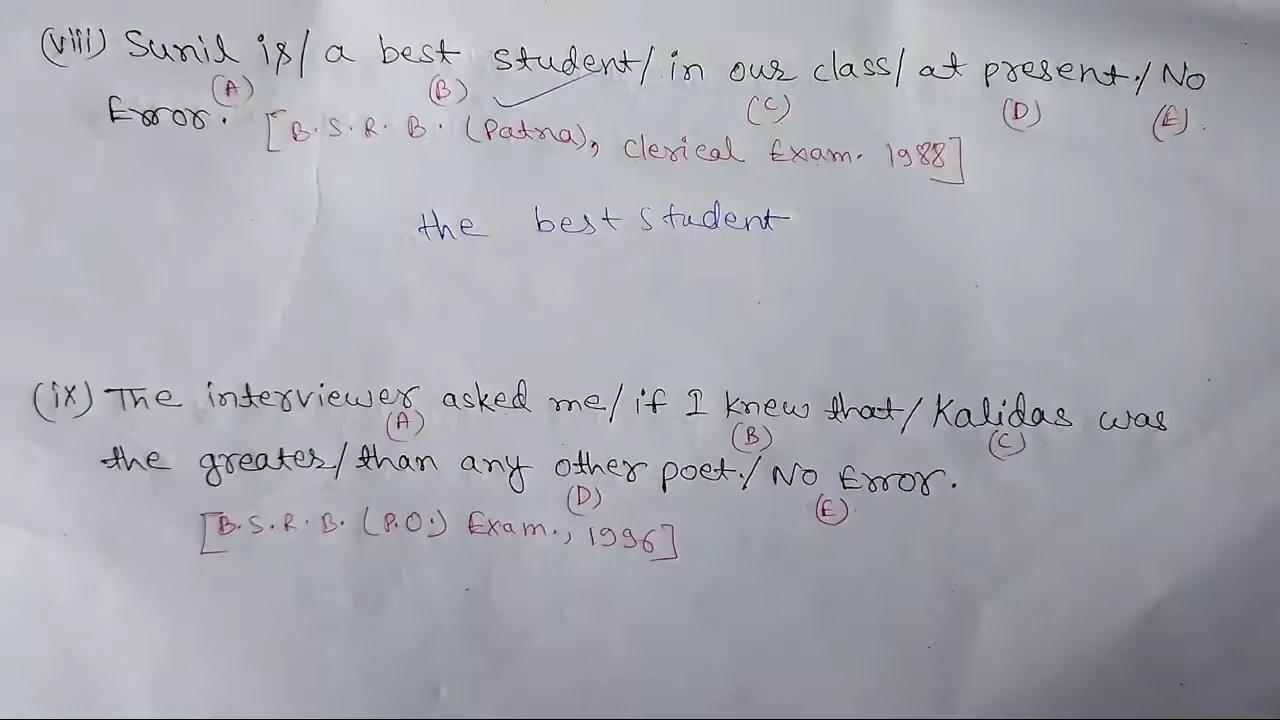 (viii) Sunil is/ a best student/ in our class/ at present./ No
(A) (B) (C) (D) (E).
Error. [B.S.R.B. (Patna), Clerical Exam. 1988]
the best student
(ix) The interviewer asked me/ if I knew that/ Kalidas was
(A) (B) (C)
the greater/ than any other poet./ No Error.
(D) (E).
[B.S.R.B. (P.O.) Exam., 1996]